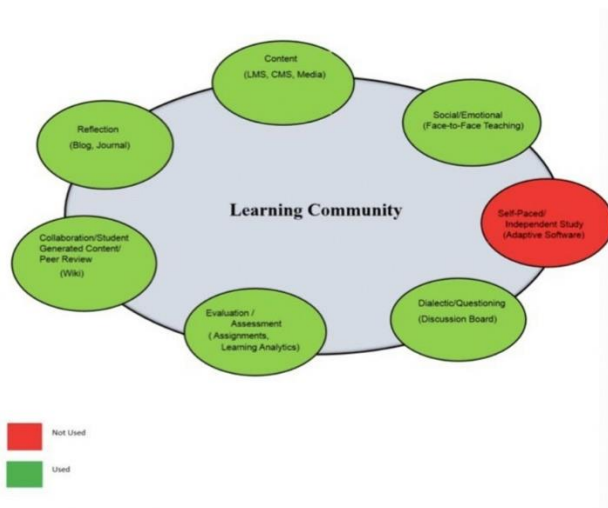 Content
(LMS, CMS, Media)
Social/Emotional
(Face-to-Face Teaching)
Reflection
(Blog, Journal)
Learning Community
Self-Paced/
Independent Study
(Adaptive Software)
Collaboration/Student
Generated Content/
Peer Review
(Wiki)
Evaluation /
Assessment
( Assignments,
Learning Analytics)
Dialectic/Questioning
(Discussion Board)
Not Used
Used